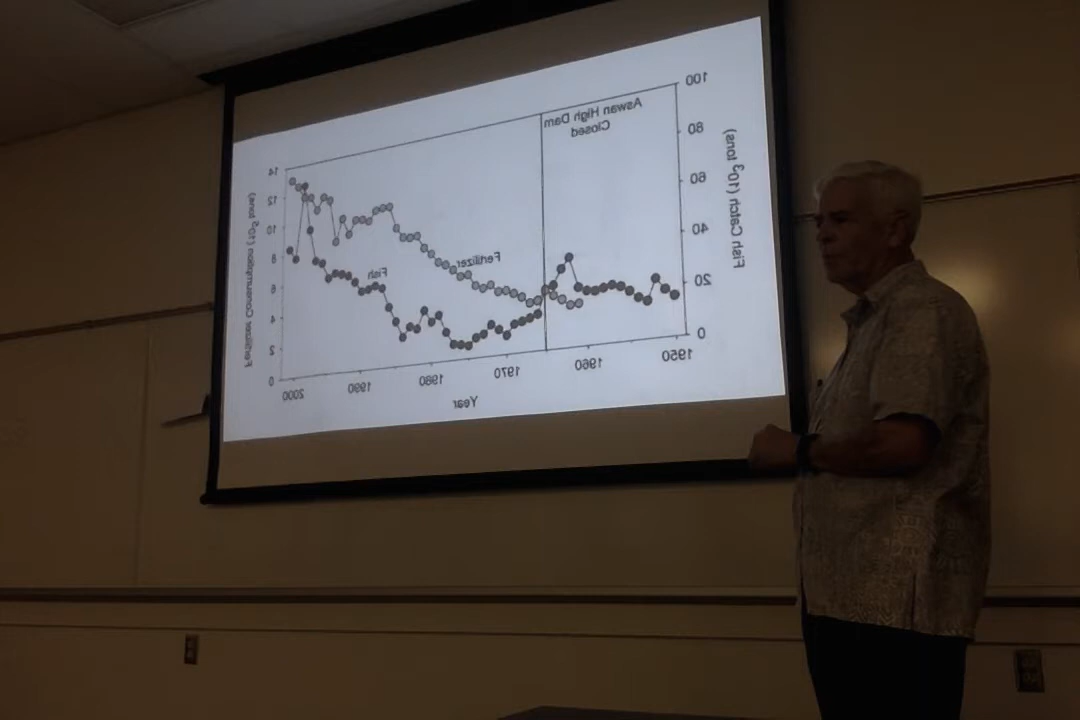 Aswan High Dam
Closed
Fish Catch (10³ tons)
100
80
60
40
20
0
Fertilizer Consumption (10⁵ tons)
14
12
10
8
6
4
2
0
Fertilizer
Fish
1950
1960
1970
1980
1990
2000
Year